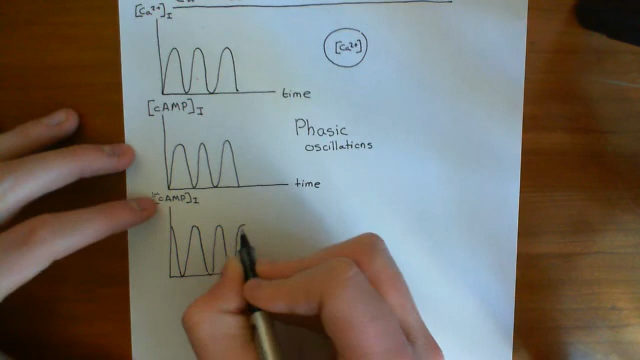 [Ca²⁺]I
[Ca²⁺]
time
[cAMP]I
Phasic
oscillations
time
[cAMP]I